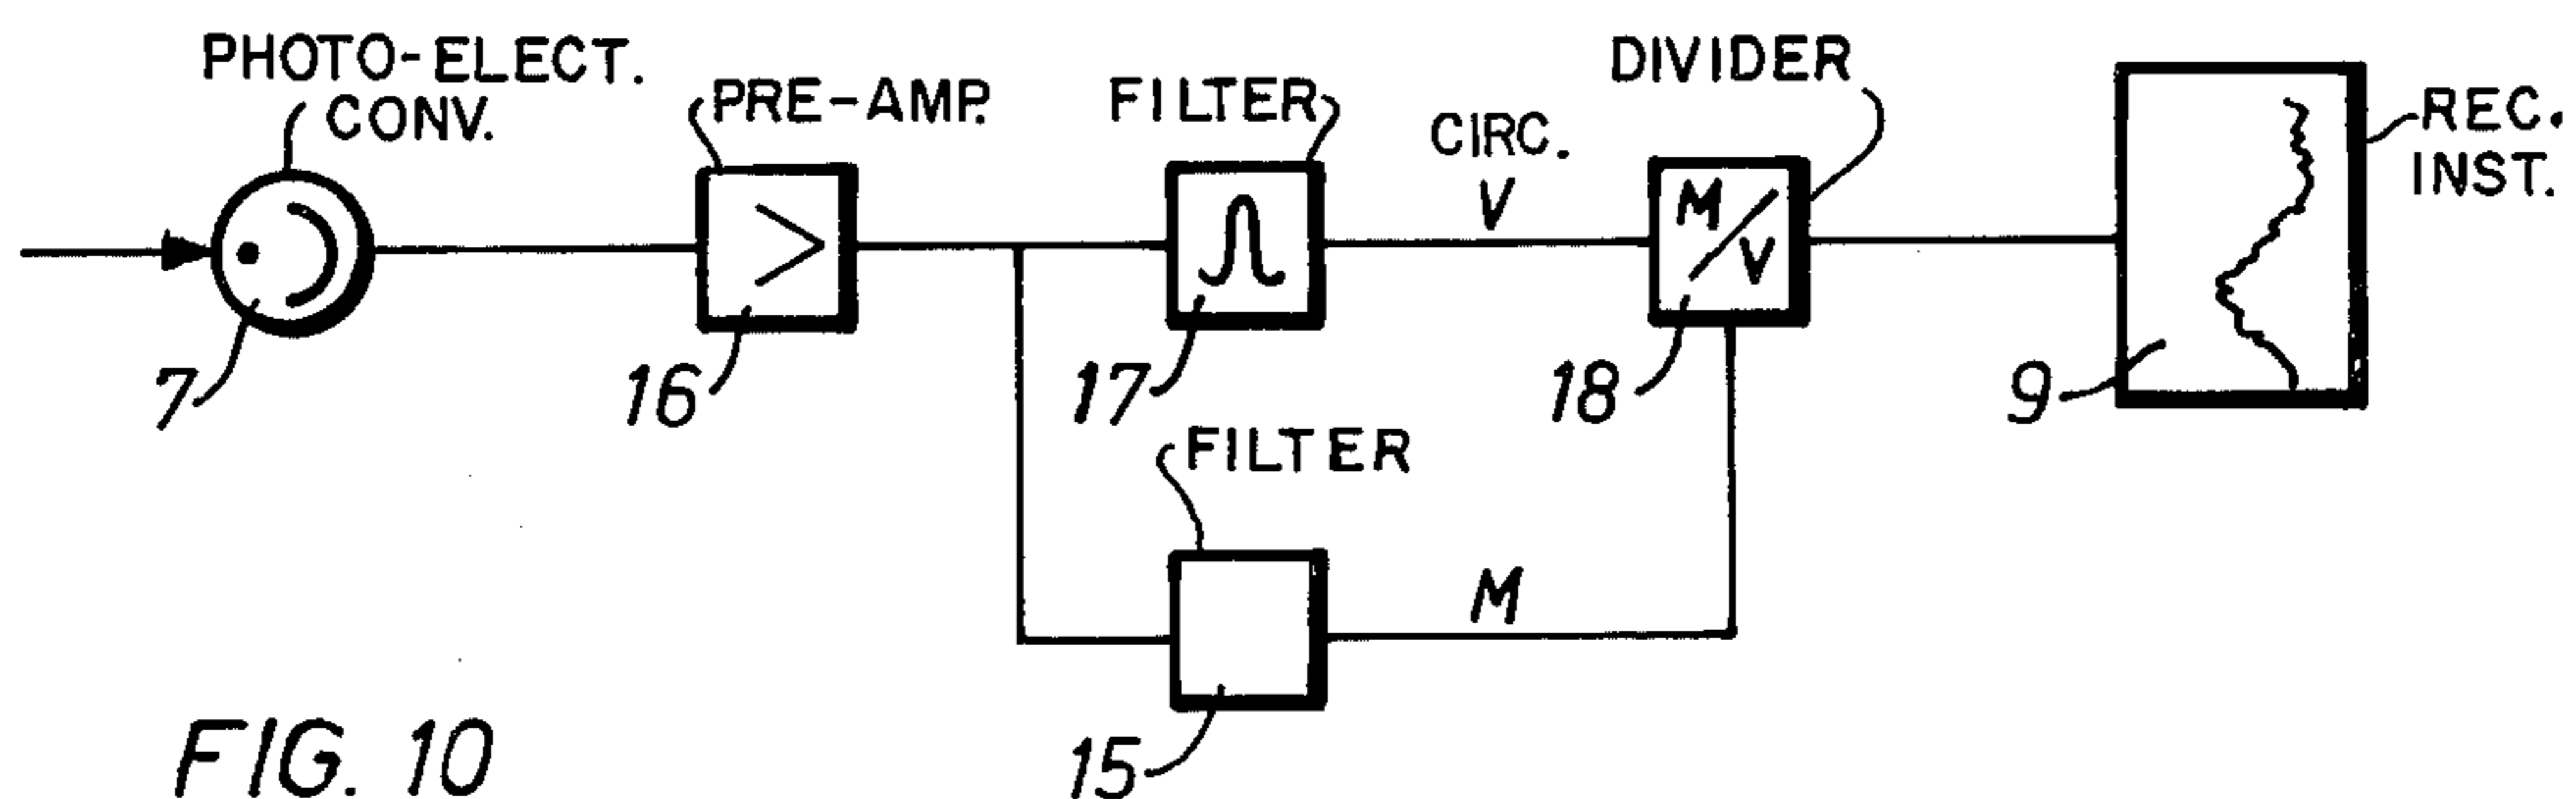 PHOTO-ELECT.
CONV.
PRE-AMP.
FILTER
CIRC.
V
DIVIDER
M/V
REC.
INST.
7
16
17
18
9
FILTER
M
15
FIG. 10